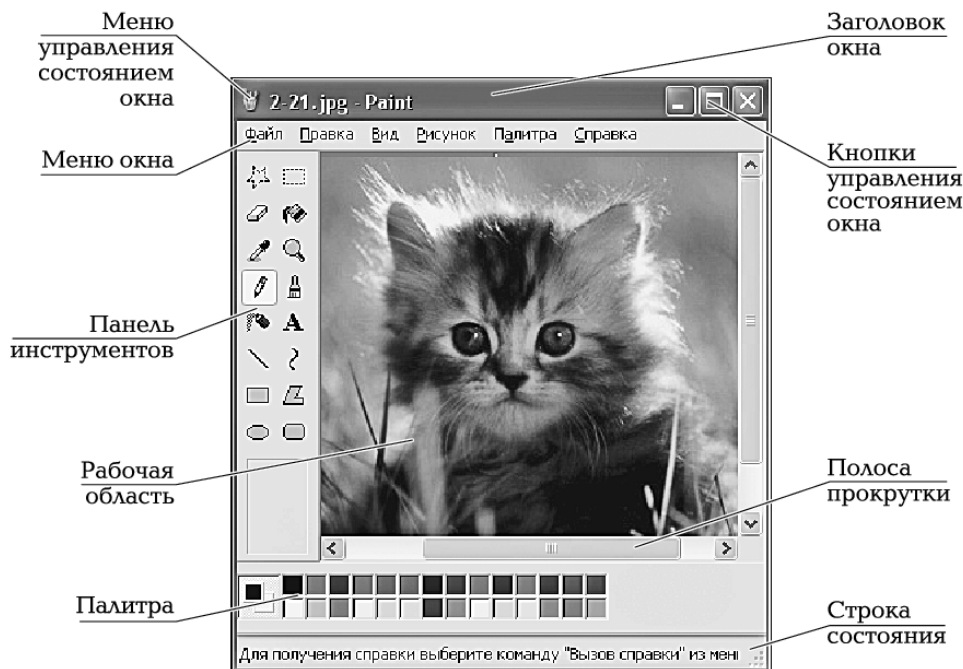 Меню
управления
состоянием
окна
Заголовок
окна
2-21.jpg - Paint
Файл Правка Вид Рисунок Палитра Справка
Меню окна
Кнопки
управления
состоянием
окна
A
Панель
инструментов
Рабочая
область
Полоса
прокрутки
Палитра
Строка
состояния
Для получения справки выберите команду "Вызов справки" из мен